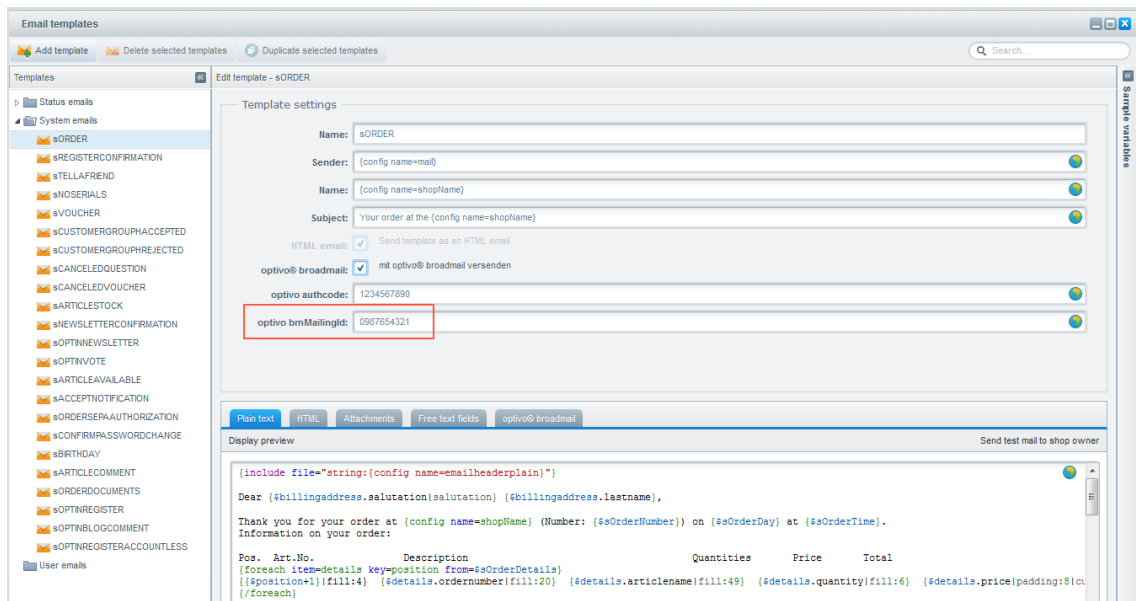 Email templates
Add template Delete selected templates Duplicate selected templates Search...
Templates Edit template - sORDER
Sample variables
Status emails
System emails
sORDER
sREGISTERCONFIRMATION
sTELLAFRIEND
sNOSERIALS
sVOUCHER
sCUSTOMERGROUPHACCEPTED
sCUSTOMERGROUPHREJECTED
sCANCELEDQUESTION
sCANCELEDVOUCHER
sARTICLESTOCK
sNEWSLETTERCONFIRMATION
sOPTINNEWSLETTER
sOPTINVOTE
sARTICLEAVAILABLE
sACCEPTNOTIFICATION
sORDERSEPAAUTHORIZATION
sCONFIRMPASSWORDCHANGE
sBIRTHDAY
sARTICLECOMMENT
sORDERDOCUMENTS
sOPTINREGISTER
sOPTINBLOGCOMMENT
sOPTINREGISTERACCOUNTLESS
User emails
Template settings
Name: sORDER
Sender: {config name=mail}
Name: {config name=shopName}
Subject: Your order at the {config name=shopName}
HTML email: Send template as an HTML email
optivo® broadmail: mit optivo® broadmail versenden
optivo authcode: 1234567890
optivo bmMailingId: 0987654321
Plain text HTML Attachments Free text fields optivo® broadmail
Display preview Send test mail to shop owner
{include file="string:{config name=emailheaderplain}"}
Dear {$billingaddress.salutation|salutation} {$billingaddress.lastname},
Thank you for your order at {config name=shopName} (Number: {$sOrderNumber}) on {$sOrderDay} at {$sOrderTime}.
Information on your order:
Pos. Art.No. Description Quantities Price Total
{foreach item=details key=position from=$sOrderDetails}
{{$position+1}|fill:4} {$details.ordernumber|fill:20} {$details.articlename|fill:49} {$details.quantity|fill:6} {$details.price|padding:8|cu
{/foreach}